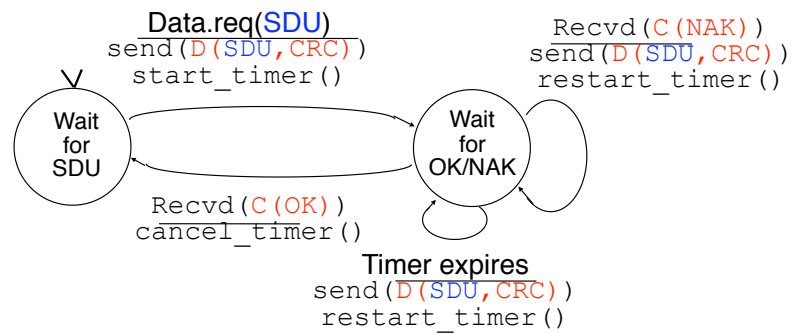 Data.req(SDU)
send(D(SDU,CRC))
start_timer()
Recvd(C(NAK))
send(D(SDU,CRC))
restart_timer()
Wait
for
SDU
Wait
for
OK/NAK
Recvd(C(OK))
cancel_timer()
Timer expires
send(D(SDU,CRC))
restart_timer()